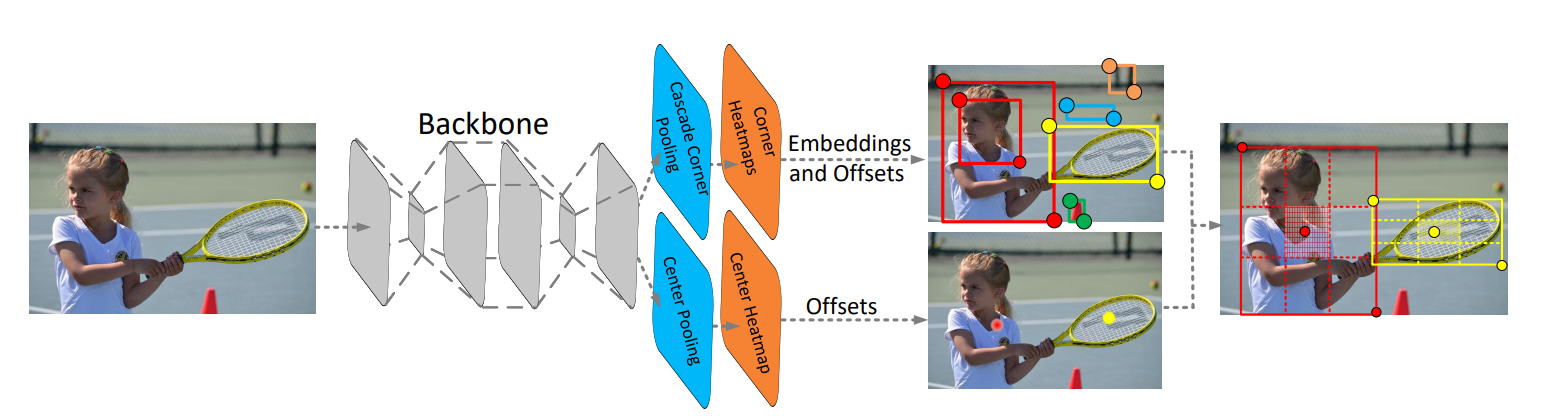 Backbone
Cascade Corner
Pooling
Corner
Heatmaps
Embeddings
and Offsets
Center Pooling
Center Heatmap
Offsets